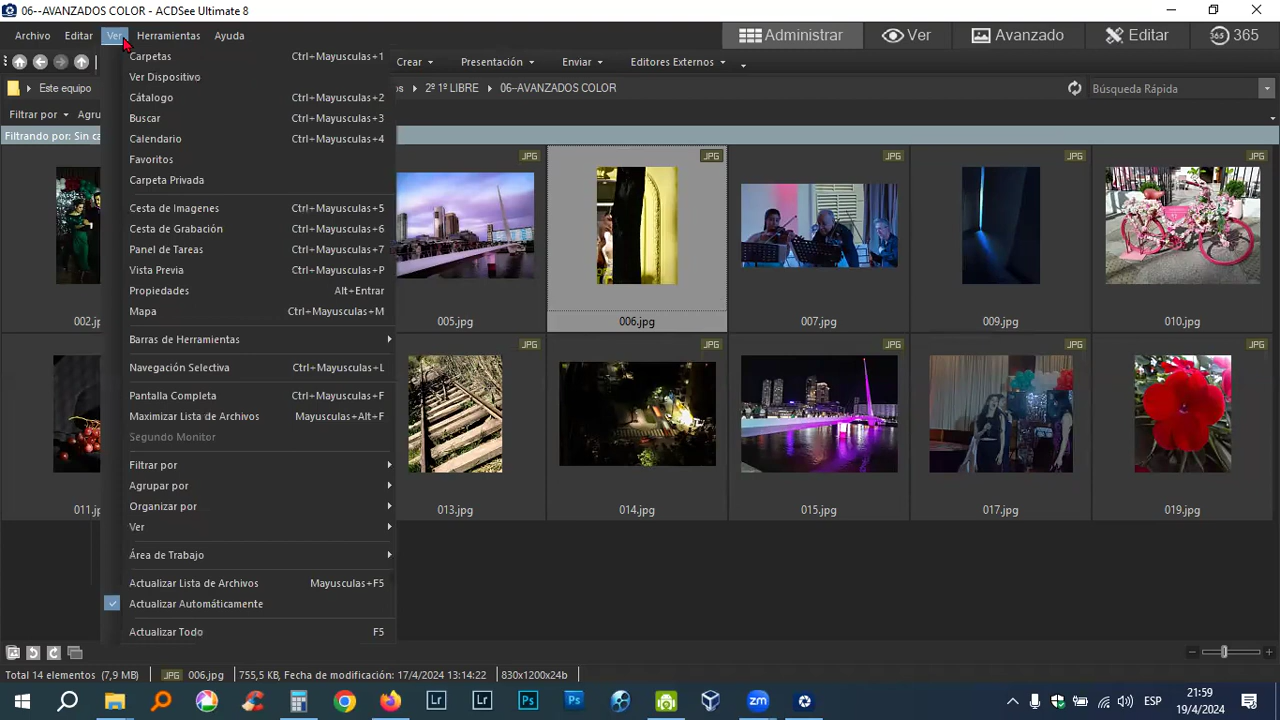 06--AVANZADOS COLOR - ACDSee Ultimate 8
Archivo Editar Ver Herramientas Ayuda Administrar Ver Avanzado Editar 365
Crear Presentación Enviar Editores Externos
Este equipo 2º 1º LIBRE 06--AVANZADOS COLOR Búsqueda Rápida
Filtrar por
Filtrando por:
Carpetas Ctrl+Mayusculas+1
Ver Dispositivo
Cátalogo Ctrl+Mayusculas+2
Buscar Ctrl+Mayusculas+3
Calendario Ctrl+Mayusculas+4
Favoritos
Carpeta Privada
Cesta de Imagenes Ctrl+Mayusculas+5
Cesta de Grabación Ctrl+Mayusculas+6
Panel de Tareas Ctrl+Mayusculas+7
Vista Previa Ctrl+Mayusculas+P
Propiedades Alt+Entrar
Mapa Ctrl+Mayusculas+M
Barras de Herramientas
Navegación Selectiva Ctrl+Mayusculas+L
Pantalla Completa Ctrl+Mayusculas+F
Maximizar Lista de Archivos Mayusculas+Alt+F
Segundo Monitor
Filtrar por
Agrupar por
Organizar por
Ver
Área de Trabajo
Actualizar Lista de Archivos Mayusculas+F5
Actualizar Automáticamente
Actualizar Todo F5
JPG JPG JPG JPG JPG
005.jpg 006.jpg 007.jpg 009.jpg 010.jpg
JPG JPG JPG JPG JPG
013.jpg 014.jpg 015.jpg 017.jpg 019.jpg
Total 14 elementos (7,9 MB) JPG 006.jpg 755,5 KB, Fecha de modificación: 17/4/2024 13:14:22 830x1200x24b
Lr Lr Ps Ps zm ESP 21:59
19/4/2024